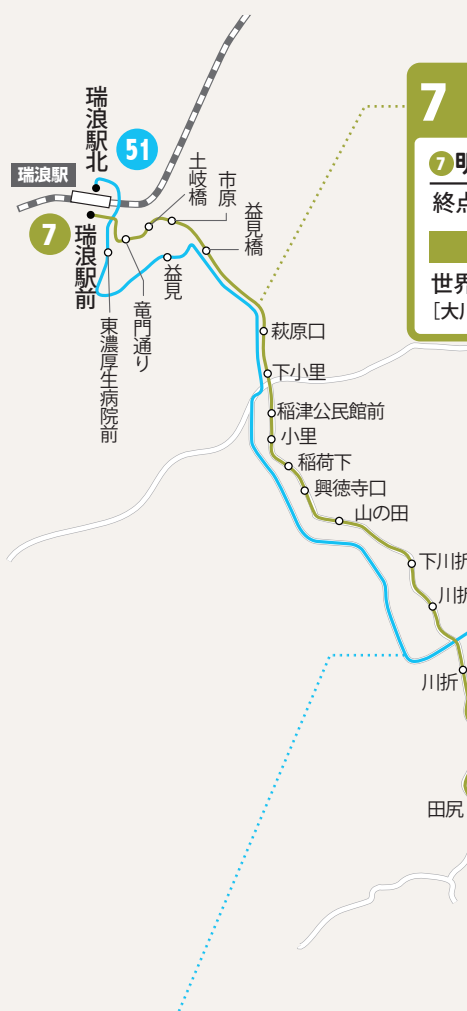 瑞浪駅北
51
瑞浪駅
7
瑞浪駅前
土岐橋
市原
益見橋
益見
竜門通り
東濃厚生病院前
萩原口
下小里
稲津公民館前
小里
稲荷下
興徳寺口
山の田
下川折
川折
川折
田尻
7
7明
終点
世界
[大川